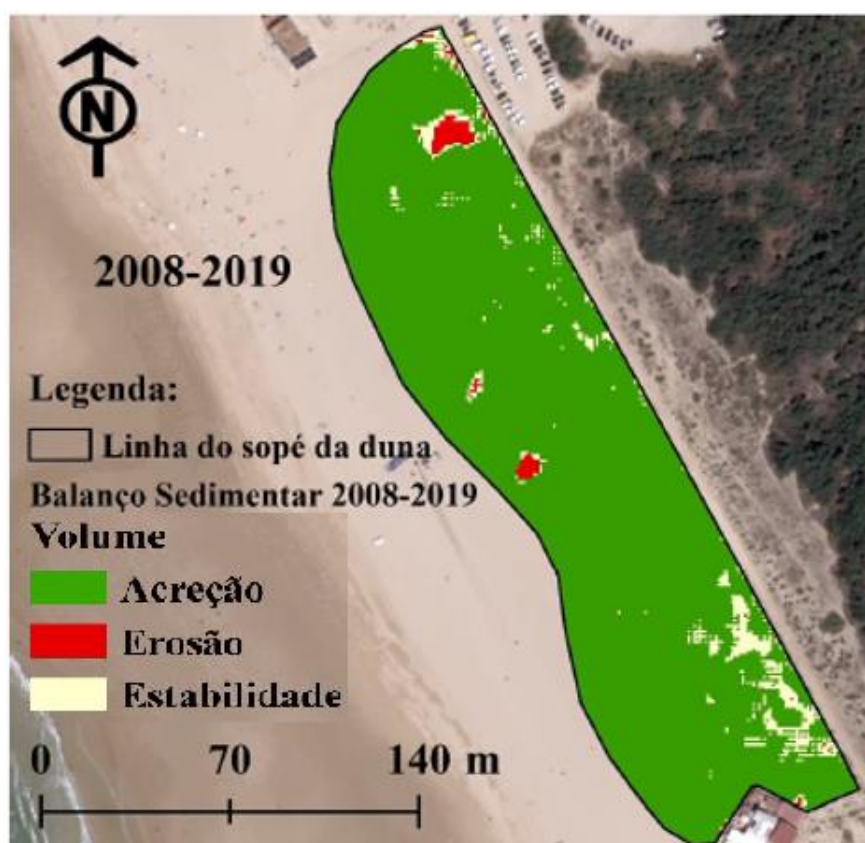 N
2008-2019
Legenda:
Linha do sopé da duna
Balanço Sedimentar 2008-2019
Volume
Acreção
Erosão
Estabilidade
0 70 140 m